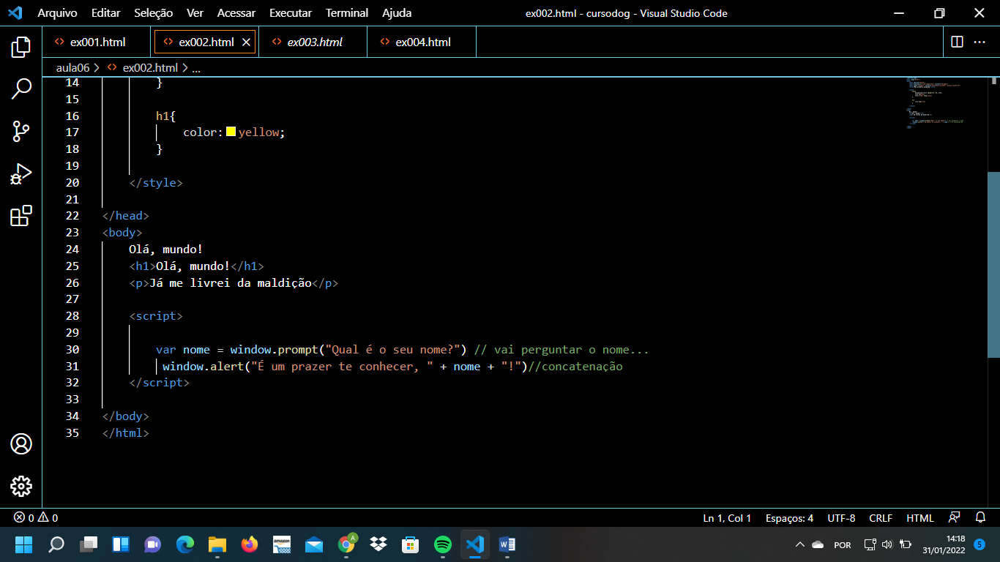 Arquivo Editar Seleção Ver Acessar Executar Terminal Ajuda ex002.html - cursodog - Visual Studio Code
ex001.html ex002.html ex003.html ex004.html
aula06 > ex002.html > ...
14 }
15
16 h1{
17 color: yellow;
18 }
19
20 </style>
21
22 </head>
23 <body>
24 Olá, mundo!
25 <h1>Olá, mundo!</h1>
26 <p>Já me livrei da maldição</p>
27
28 <script>
29
30 var nome = window.prompt("Qual é o seu nome?") // vai perguntar o nome...
31 window.alert("É um prazer te conhecer, " + nome + "!")//concatenação
32 </script>
33
34 </body>
35 </html>
0 0 Ln 1, Col 1 Espaços: 4 UTF-8 CRLF HTML
A
amazon
W
POR
14:18
31/01/2022
5